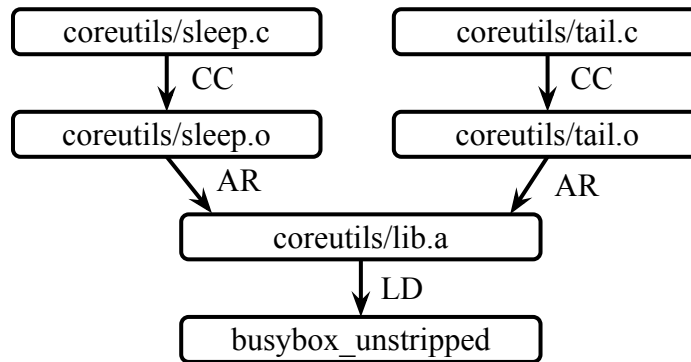 coreutils/sleep.c
coreutils/tail.c
CC
CC
coreutils/sleep.o
coreutils/tail.o
AR
AR
coreutils/lib.a
LD
busybox_unstripped